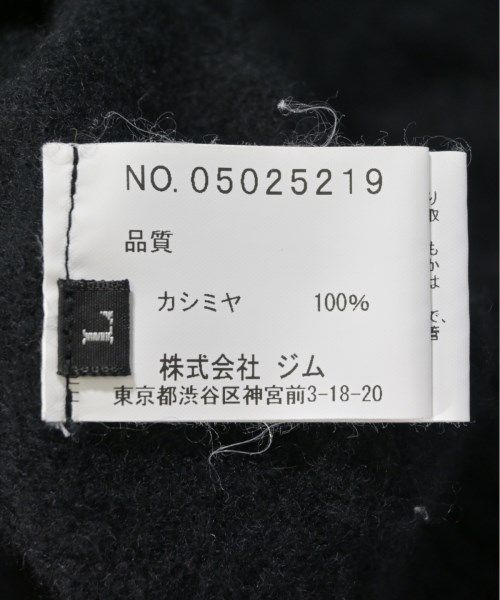 NO.05025219
品質
カシミヤ 100%
株式会社 ジム
東京都渋谷区神宮前3-18-20
L